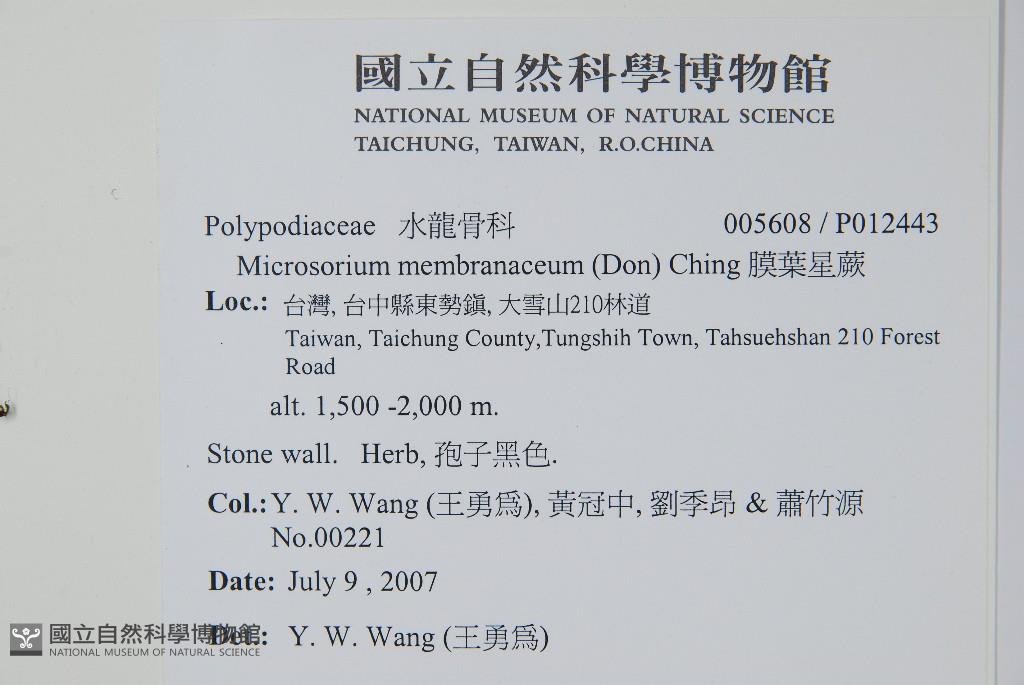 國立自然科學博物館
NATIONAL MUSEUM OF NATURAL SCIENCE
TAICHUNG, TAIWAN, R.O.CHINA
Polypodiaceae 水龍骨科 005608 / P012443
Microsorium membranaceum (Don) Ching 膜葉星蕨
Loc.: 台灣, 台中縣東勢鎮, 大雪山210林道
Taiwan, Taichung County,Tungshih Town, Tahsuehshan 210 Forest
Road
alt. 1,500 -2,000 m.
Stone wall. Herb, 孢子黑色.
Col.: Y. W. Wang (王勇爲), 黃冠中, 劉季昂 & 蕭竹源
No.00221
Date: July 9 , 2007
Det.: Y. W. Wang (王勇爲)
國立自然科學博物館
NATIONAL MUSEUM OF NATURAL SCIENCE